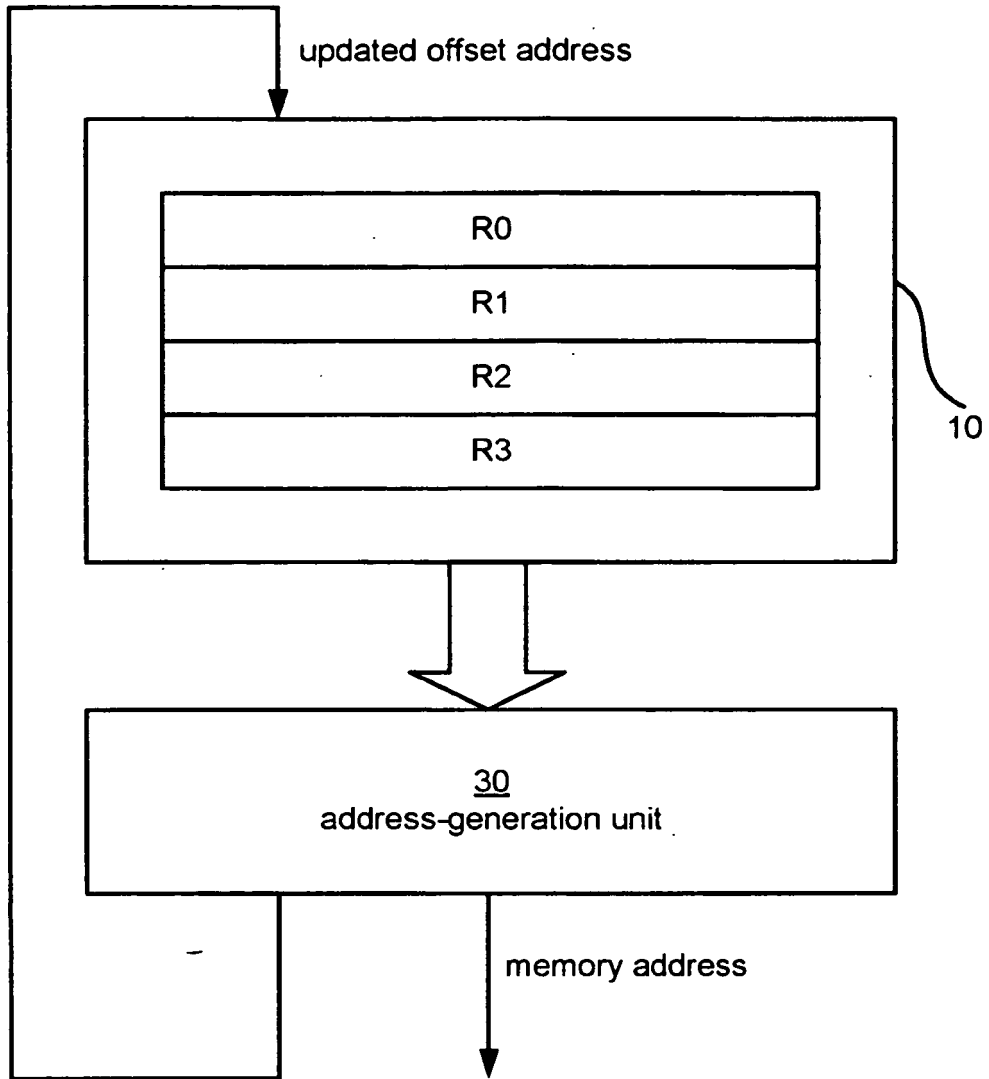 updated offset address
R0
R1
R2
R3
10
30
address-generation unit
memory address